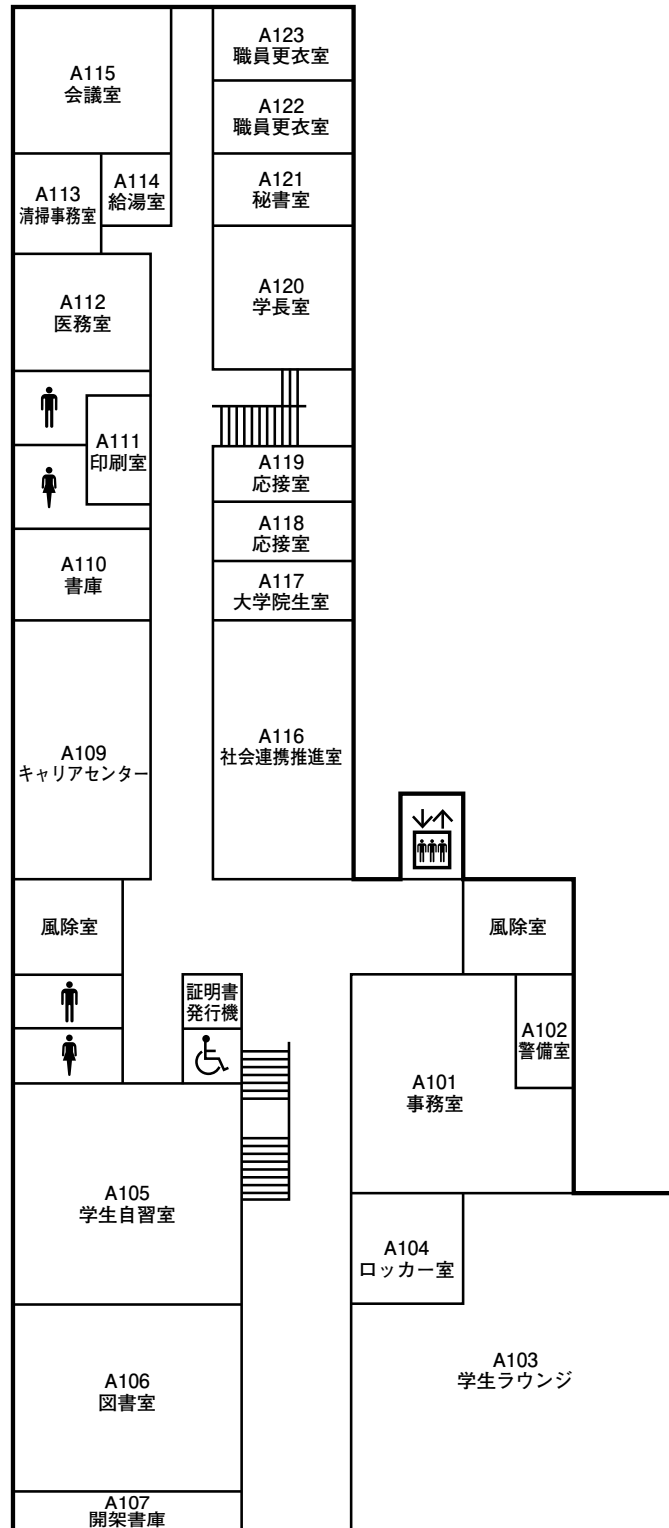 A115
会議室
A123
職員更衣室
A122
職員更衣室
A113
清掃事務室
A114
給湯室
A121
秘書室
A112
医務室
A120
学長室
A111
印刷室
A119
応接室
A118
応接室
A110
書庫
A117
大学院生室
A109
キャリアセンター
A116
社会連携推進室
風除室
風除室
証明書
発行機
A102
警備室
A101
事務室
A105
学生自習室
A104
ロッカー室
A103
学生ラウンジ
A106
図書室
A107
開架書庫